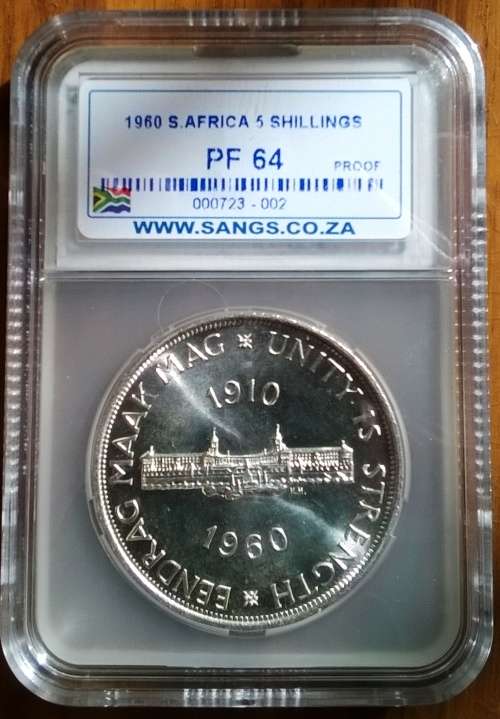 1960 S.AFRICA 5 SHILLINGS
PF 64
PROOF
000723 - 002
WWW.SANGS.CO.ZA
EENDRAG MAAK MAG UNITY IS STRENGTH
1910
1960